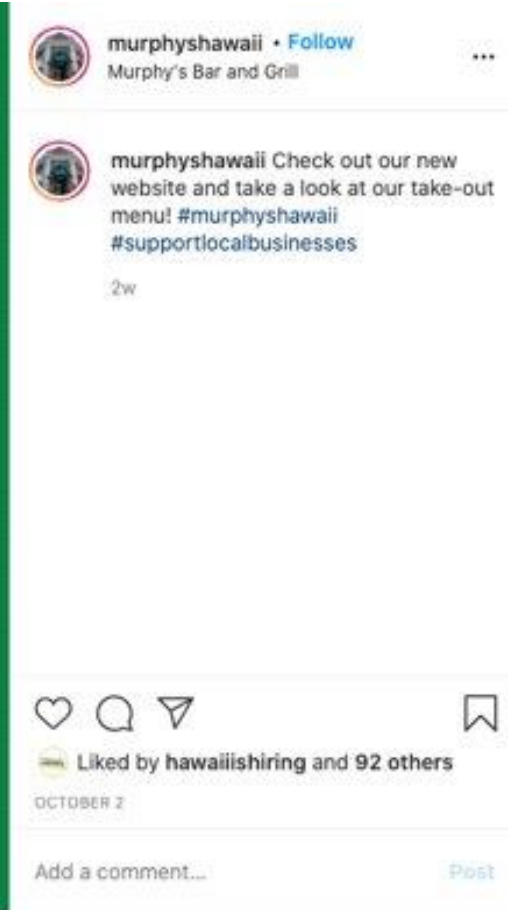 murphyshawaii • Follow
Murphy's Bar and Grill
murphyshawaii Check out our new
website and take a look at our take-out
menu! #murphyshawaii
#supportlocalbusinesses
2w
Liked by hawaiiishiring and 92 others
OCTOBER 2
Add a comment...
Post